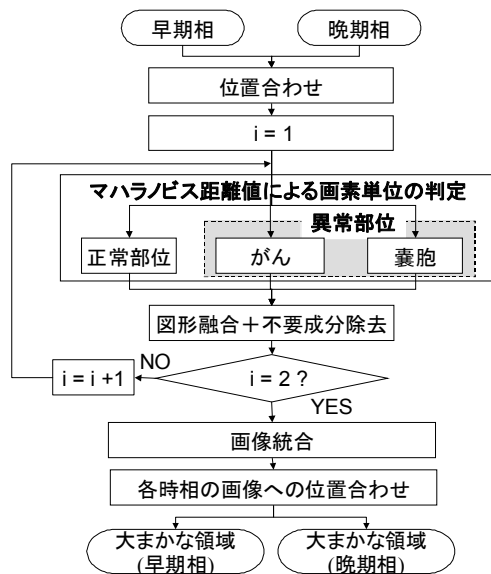 早期相
晩期相
位置合わせ
i = 1
マハラノビス距離値による画素単位の判定
異常部位
正常部位
がん
嚢胞
図形融合＋不要成分除去
NO
i = i +1
i = 2 ?
YES
画像統合
各時相の画像への位置合わせ
大まかな領域
(早期相)
大まかな領域
(晩期相)